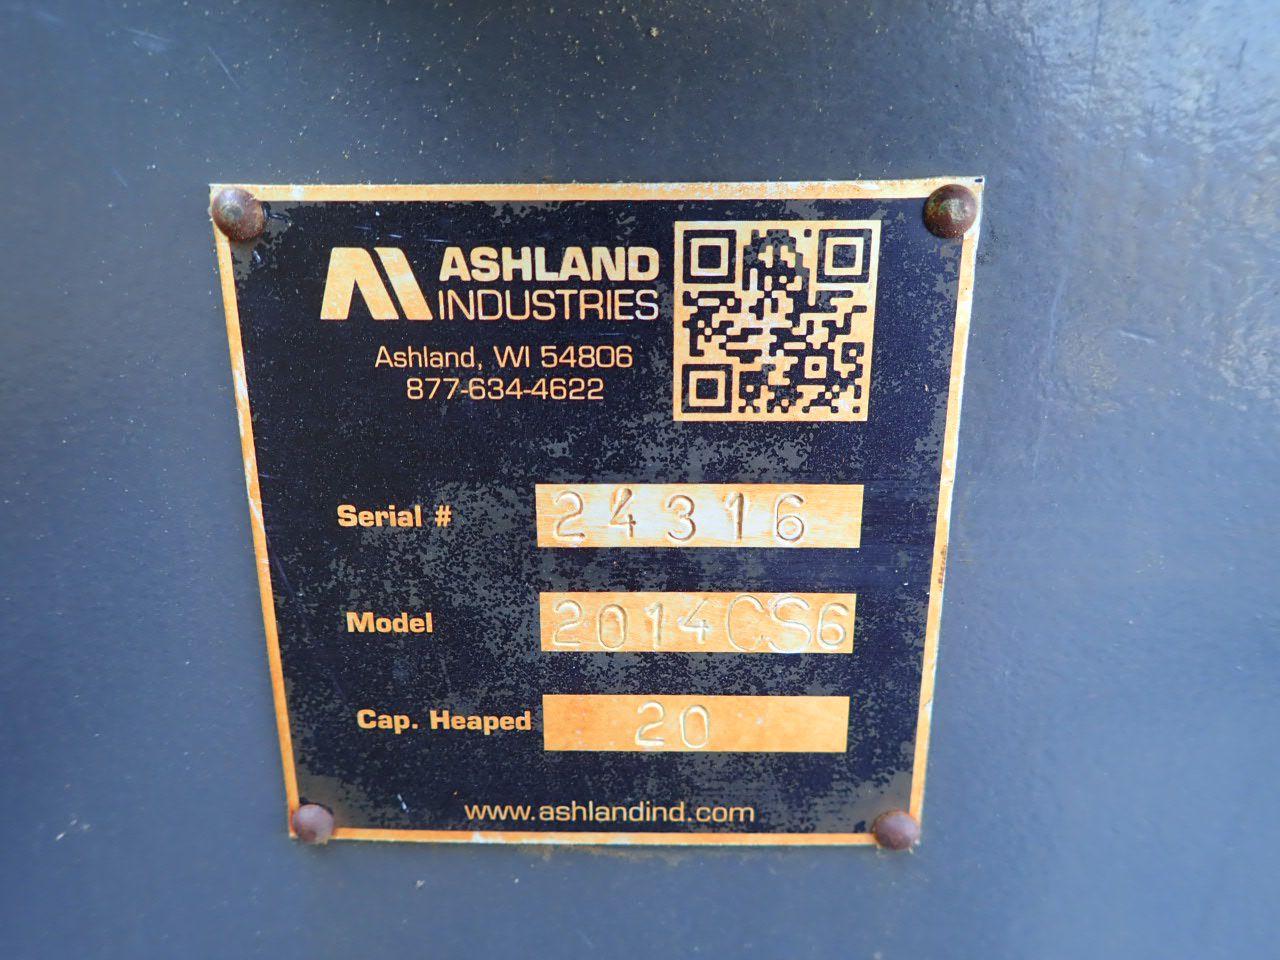 ASHLAND
INDUSTRIES
Ashland, WI 54806
877-634-4622
Serial # 24316
Model 2014CS6
Cap. Heaped 20
www.ashlandind.com